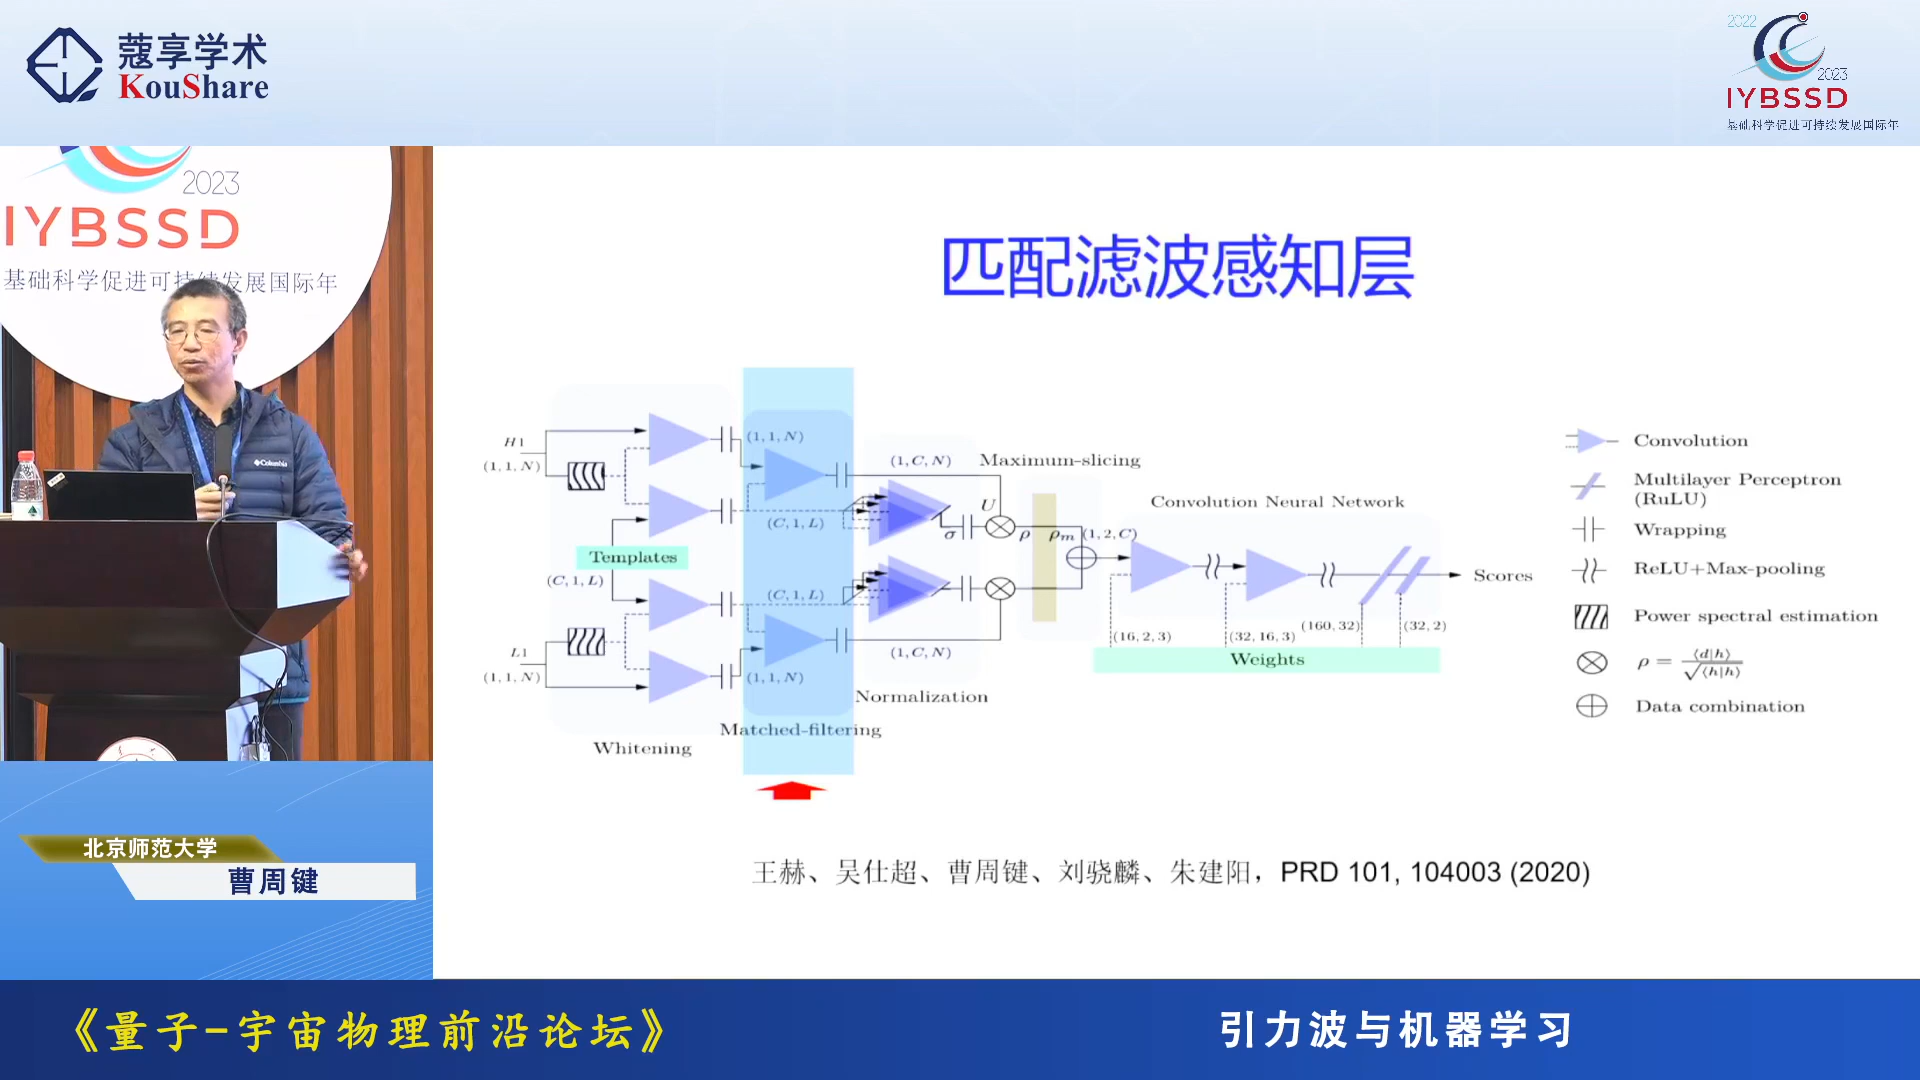 蔻享学术
KouShare
2022
2023
IYBSSD
基础科学促进可持续发展国际年
2023
IYBSSD
基础科学促进可持续发展国际年
Columbia
匹配滤波感知层
H1
(1,1,N)
Templates
(C,1,L)
L1
(1,1,N)
Whitening
(1,1,N)
(C,1,L)
(C,1,L)
(1,1,N)
Matched-filtering
(1,C,N)
σ
U
ρ
(1,C,N)
Normalization
Maximum-slicing
ρm
(1,2,C)
Convolution Neural Network
(16,2,3)
(32,16,3)
(160,32)
(32,2)
Weights
Scores
Convolution
Multilayer Perceptron
(RuLU)
Wrapping
ReLU+Max-pooling
Power spectral estimation
ρ = ⟨d|h⟩/√⟨h|h⟩
Data combination
王赫、吴仕超、曹周键、刘骁麟、朱建阳，PRD 101, 104003 (2020)
北京师范大学
曹周键
《量子-宇宙物理前沿论坛》
引力波与机器学习